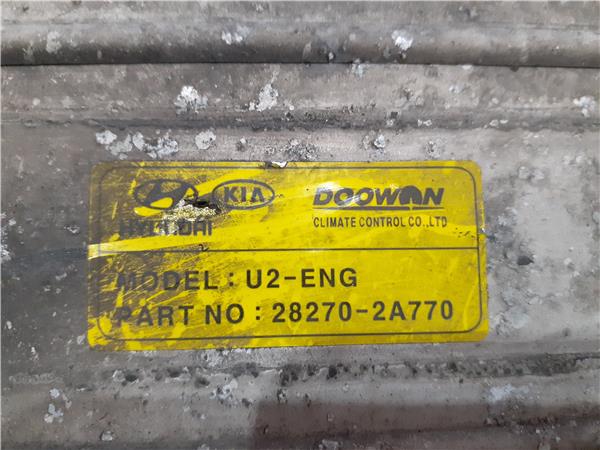 HYUNDAI KIA DOOWON
CLIMATE CONTROL CO.,LTD
MODEL : U2-ENG
PART NO : 28270-2A770